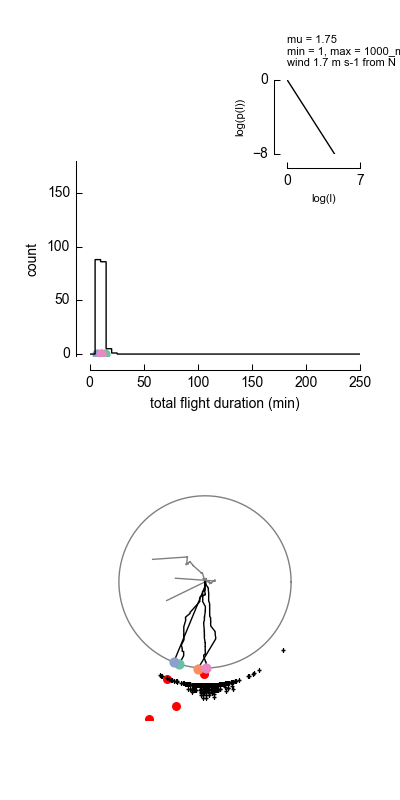 mu = 1.75
min = 1, max = 1000_m
wind 1.7 m s-1 from N
0
−8
log(p(l))
0 7
log(l)
150
100
50
0
count
0 50 100 150 200 250
total flight duration (min)